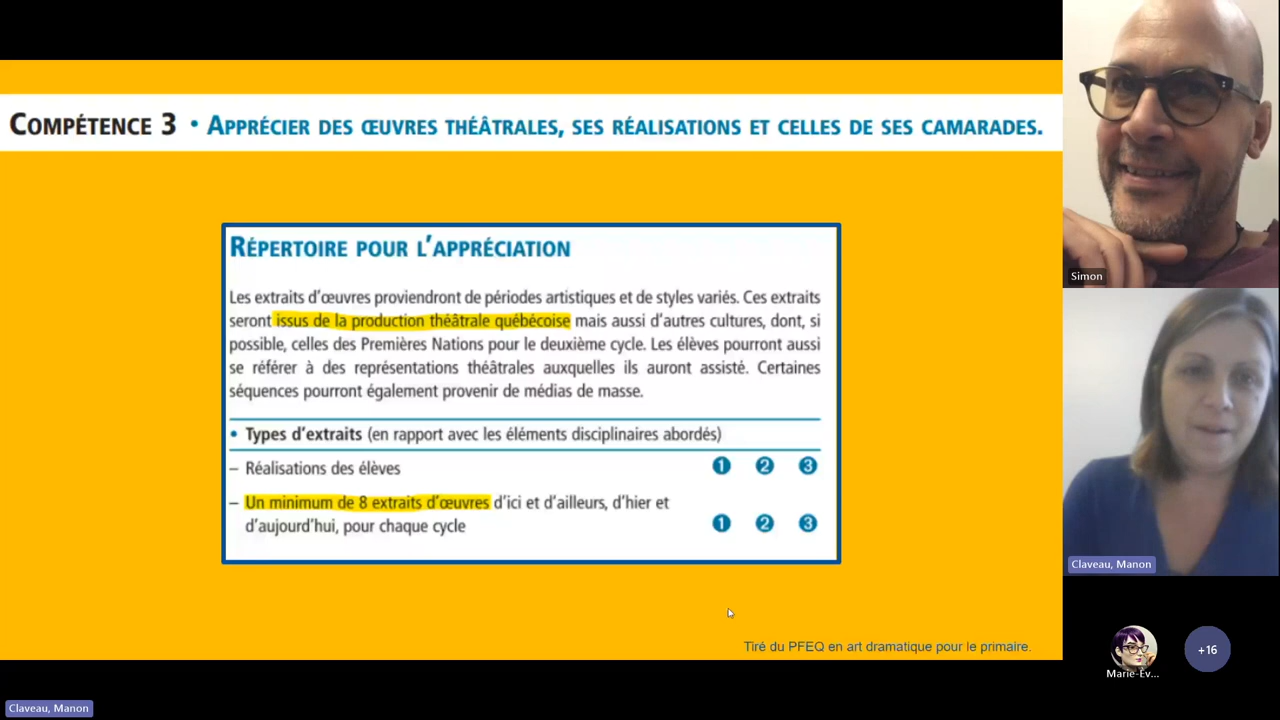 COMPÉTENCE 3 • APPRÉCIER DES ŒUVRES THÉÂTRALES, SES RÉALISATIONS ET CELLES DE SES CAMARADES.
RÉPERTOIRE POUR L'APPRÉCIATION
Les extraits d'œuvres proviendront de périodes artistiques et de styles variés. Ces extraits
seront issus de la production théâtrale québécoise mais aussi d'autres cultures, dont, si
possible, celles des Premières Nations pour le deuxième cycle. Les élèves pourront aussi
se référer à des représentations théâtrales auxquelles ils auront assisté. Certaines
séquences pourront également provenir de médias de masse.
• Types d'extraits (en rapport avec les éléments disciplinaires abordés)
– Réalisations des élèves 1 2 3
– Un minimum de 8 extraits d'œuvres d'ici et d'ailleurs, d'hier et
d'aujourd'hui, pour chaque cycle 1 2 3
Tiré du PFEQ en art dramatique pour le primaire.
Simon
Claveau, Manon
Marie-Ev...
+16
Claveau, Manon